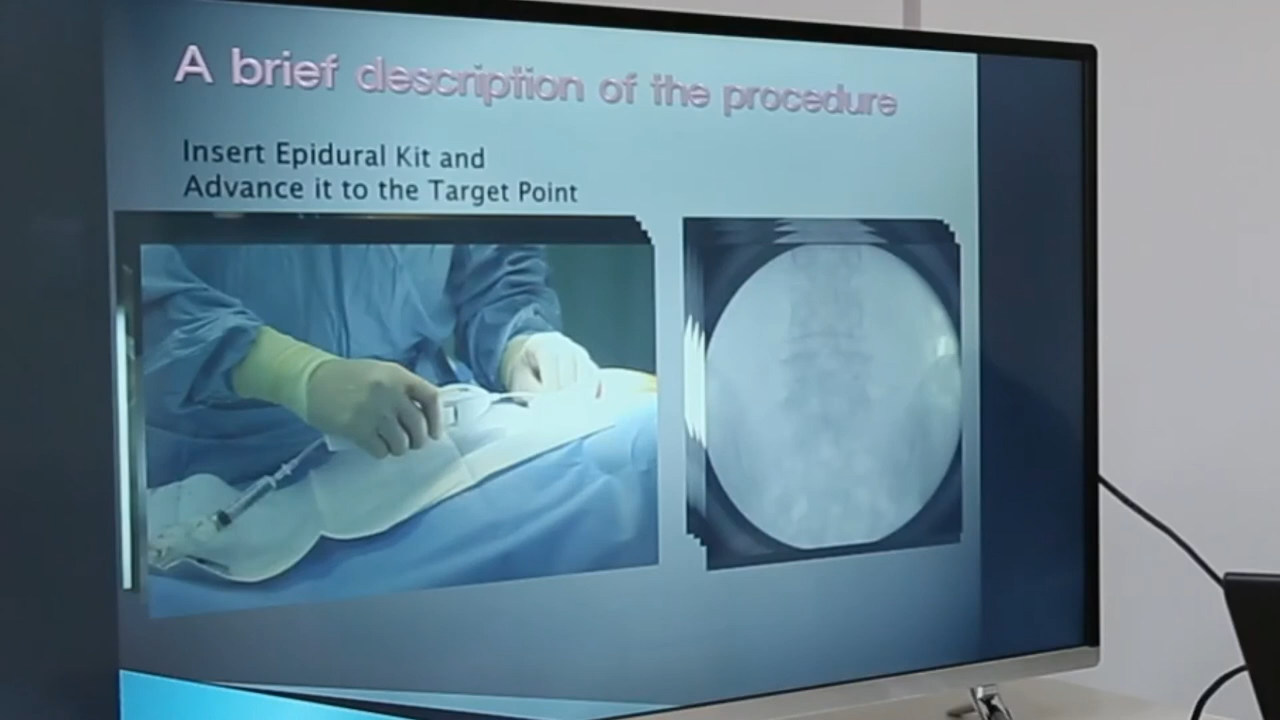 A brief description of the procedure
Insert Epidural Kit and
Advance it to the Target Point